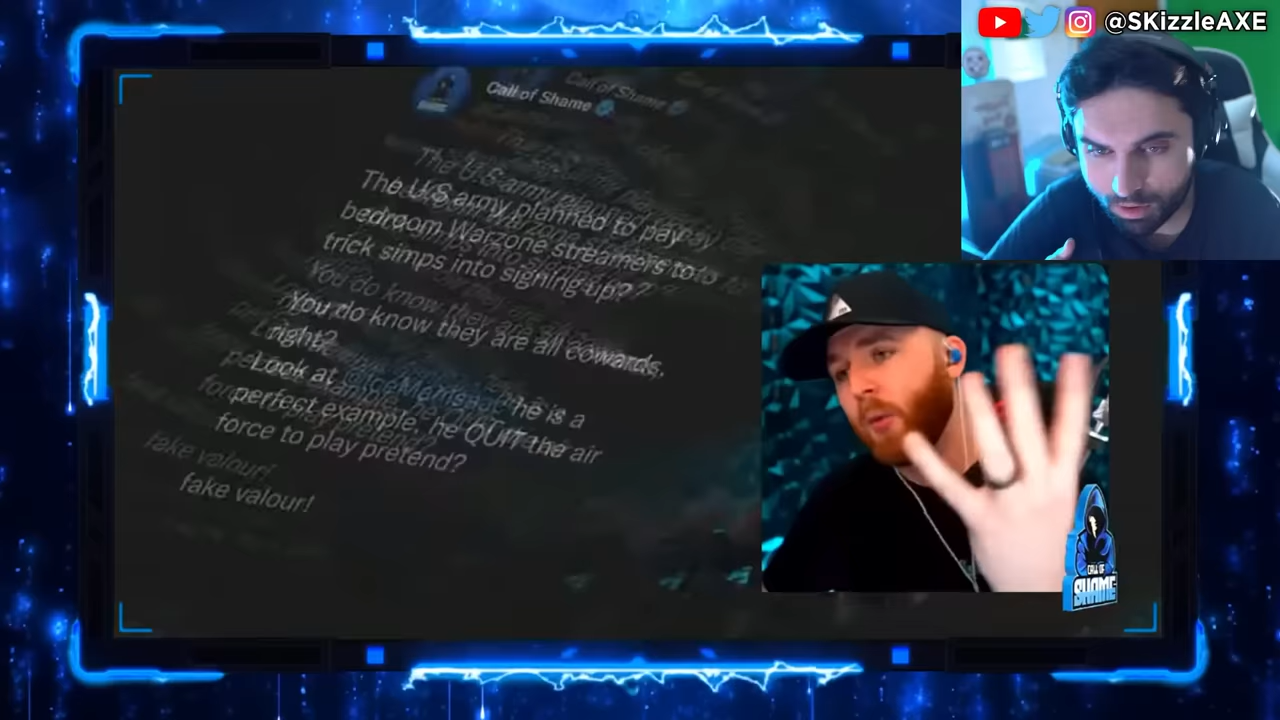 @SKizzleAXE
Call of Shame
The U.S army planned to pay
bedroom Warzone streamers to
trick simps into signing up??
You do know they are all cowards,
right?
Look at he is a
perfect example, he QUIT the air
force to play pretend?
fake valour!
CALL OF
SHAME